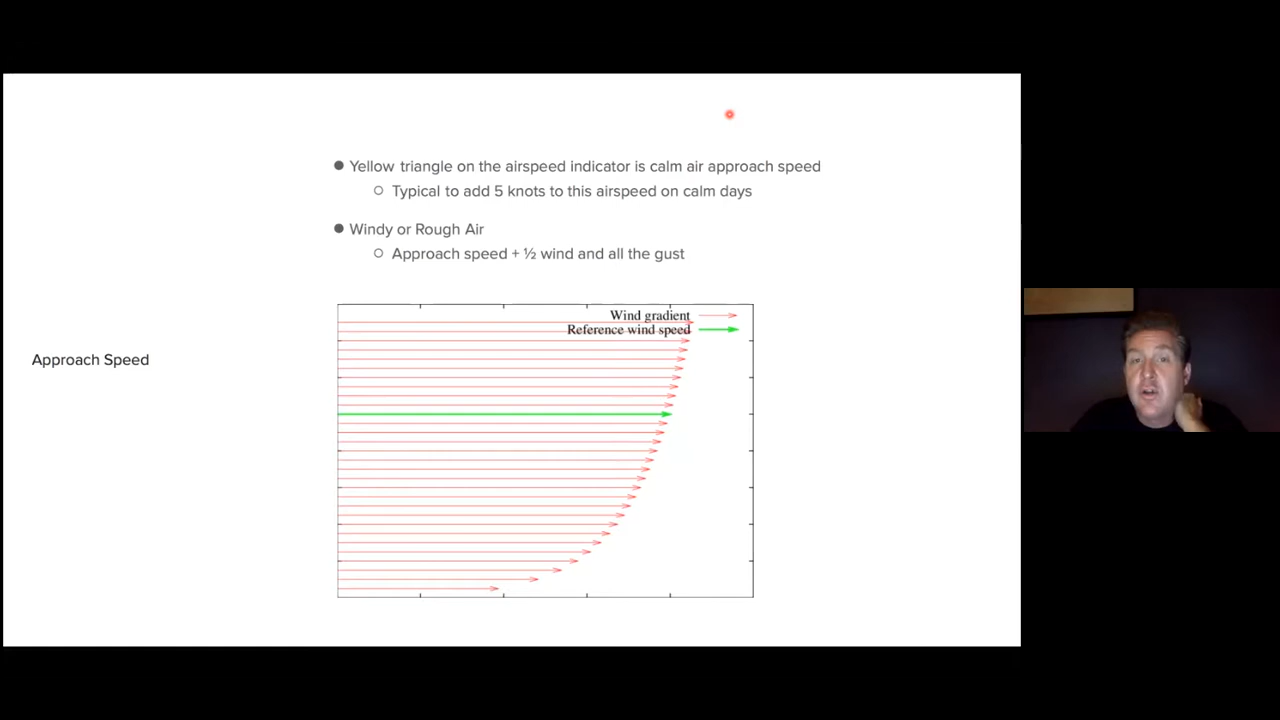 Yellow triangle on the airspeed indicator is calm air approach speed
Typical to add 5 knots to this airspeed on calm days
Windy or Rough Air
Approach speed + ½ wind and all the gust
Wind gradient
Reference wind speed
Approach Speed